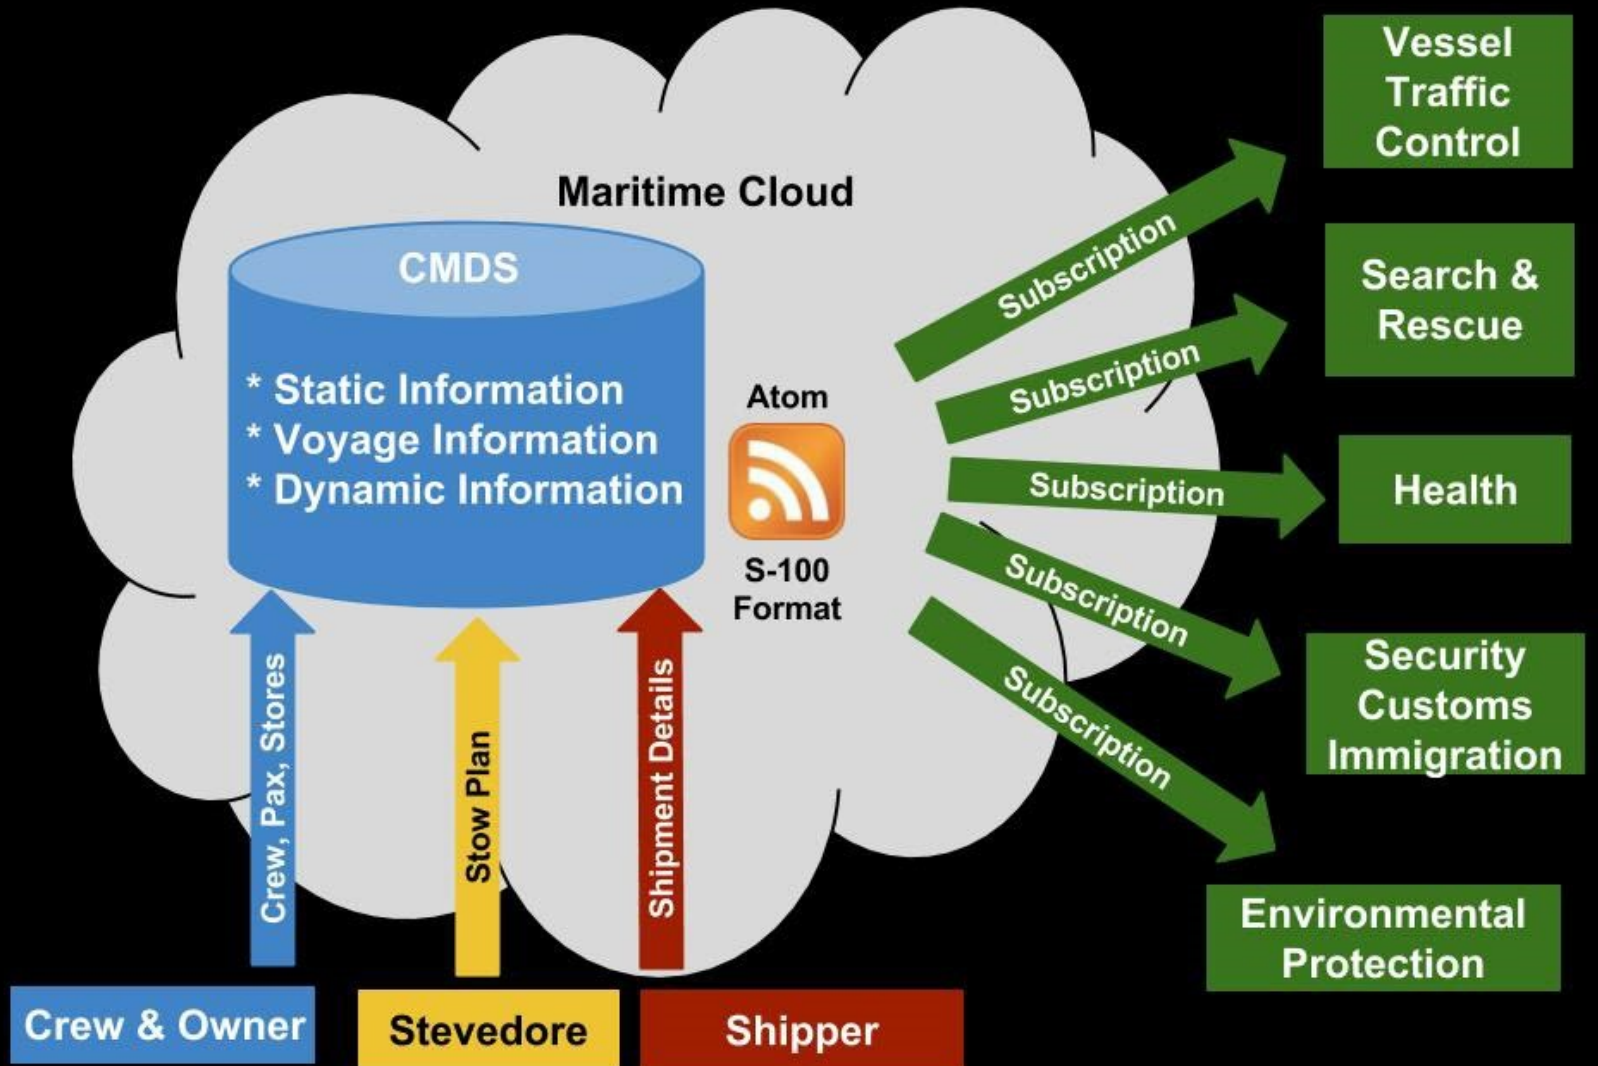 Maritime Cloud
CMDS
* Static Information
* Voyage Information
* Dynamic Information
Atom
S-100
Format
Crew, Pax, Stores
Stow Plan
Shipment Details
Crew & Owner
Stevedore
Shipper
Subscription
Subscription
Subscription
Subscription
Subscription
Vessel
Traffic
Control
Search &
Rescue
Health
Security
Customs
Immigration
Environmental
Protection